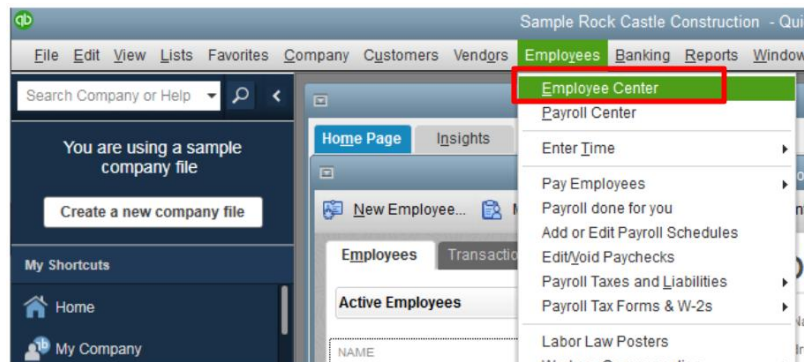 qb
Sample Rock Castle Construction - Qui
File Edit View Lists Favorites Company Customers Vendors Employees Banking Reports Window
Search Company or Help
Employee Center
Payroll Center
You are using a sample
company file
Home Page Insights
Enter Time
Create a new company file
New Employee...
Pay Employees
Payroll done for you
Add or Edit Payroll Schedules
My Shortcuts
Employees Transactio
Edit/Void Paychecks
Payroll Taxes and Liabilities
Home
Active Employees
Payroll Tax Forms & W-2s
My Company
NAME
Labor Law Posters